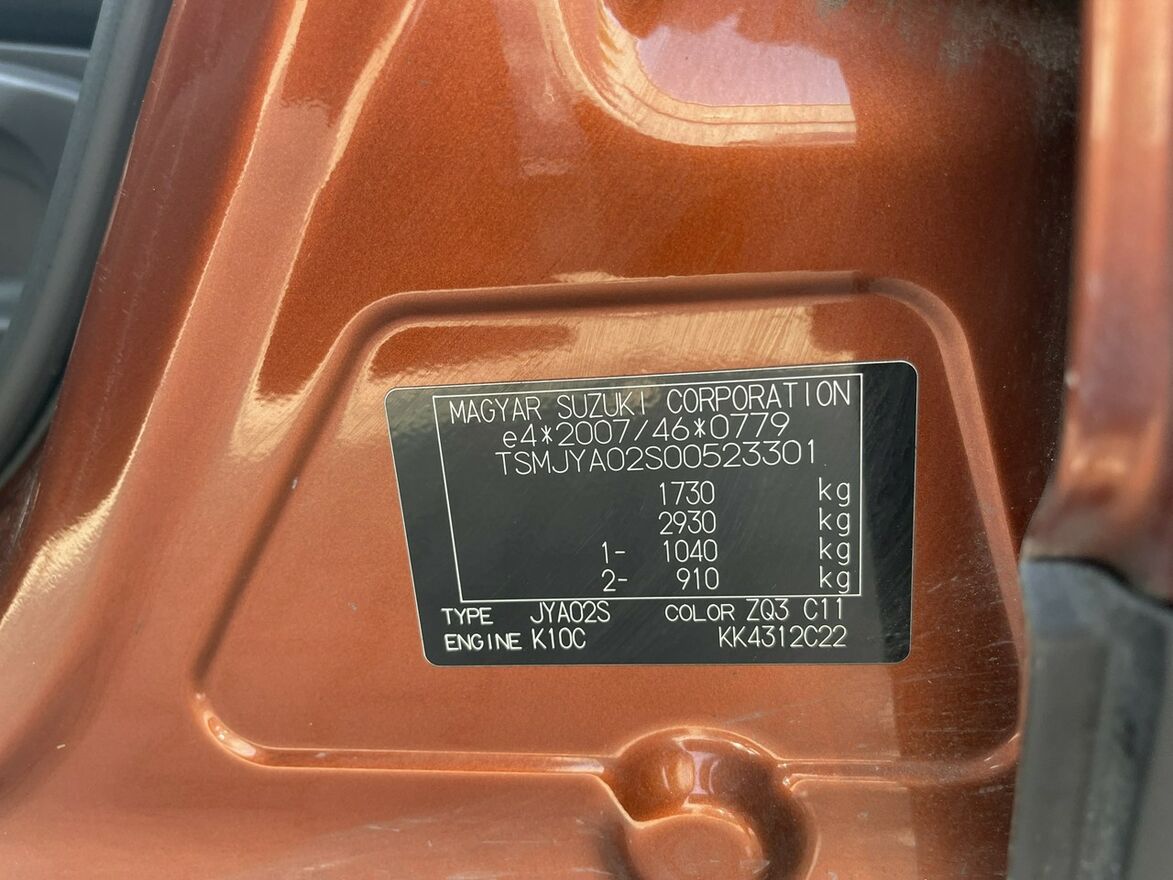 MAGYAR SUZUKI CORPORATION
e4*2007/46*0779
TSMJYA02S00523301
1730 kg
2930 kg
1- 1040 kg
2- 910 kg
TYPE JYA02S COLOR ZQ3 C11
ENGINE K10C KK4312C22